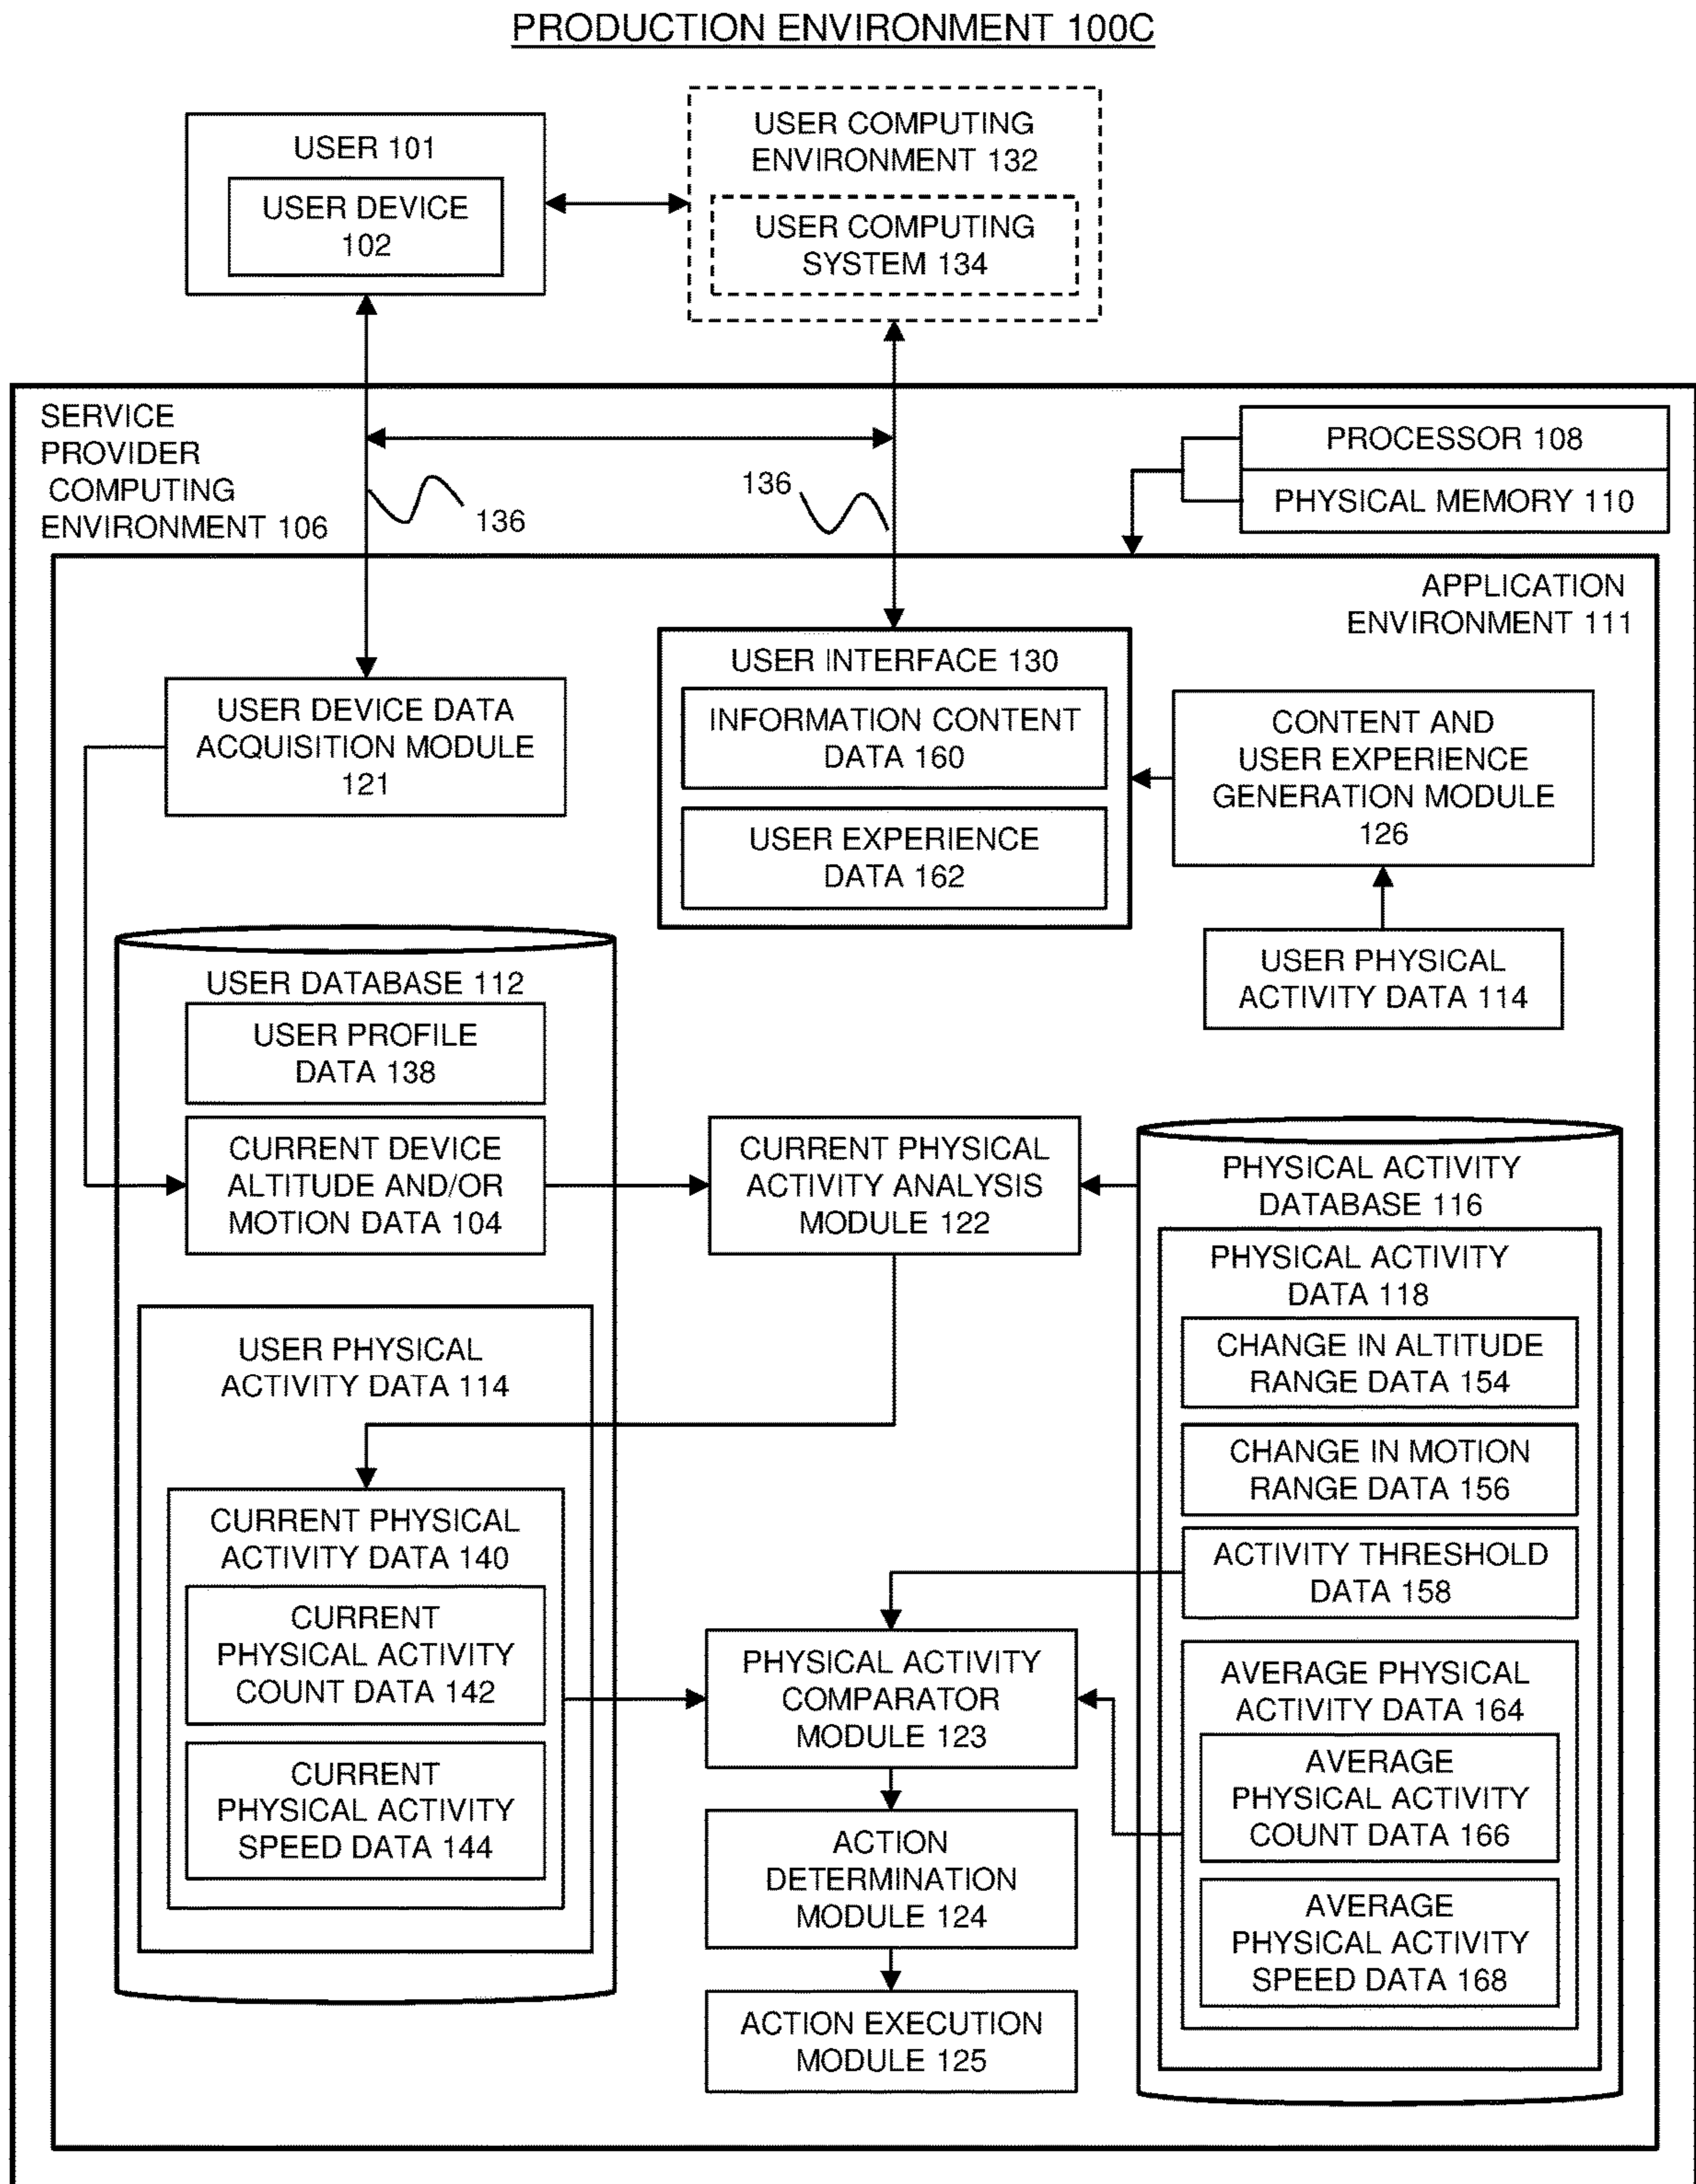 PRODUCTION ENVIRONMENT 100C
USER 101
USER DEVICE
102
USER COMPUTING
ENVIRONMENT 132
USER COMPUTING
SYSTEM 134
SERVICE
PROVIDER
COMPUTING
ENVIRONMENT 106
136
136
PROCESSOR 108
PHYSICAL MEMORY 110
APPLICATION
ENVIRONMENT 111
USER DEVICE DATA
ACQUISITION MODULE
121
USER INTERFACE 130
INFORMATION CONTENT
DATA 160
USER EXPERIENCE
DATA 162
CONTENT AND
USER EXPERIENCE
GENERATION MODULE
126
USER PHYSICAL
ACTIVITY DATA 114
USER DATABASE 112
USER PROFILE
DATA 138
CURRENT DEVICE
ALTITUDE AND/OR
MOTION DATA 104
CURRENT PHYSICAL
ACTIVITY ANALYSIS
MODULE 122
PHYSICAL ACTIVITY
DATABASE 116
PHYSICAL ACTIVITY
DATA 118
CHANGE IN ALTITUDE
RANGE DATA 154
CHANGE IN MOTION
RANGE DATA 156
ACTIVITY THRESHOLD
DATA 158
AVERAGE PHYSICAL
ACTIVITY DATA 164
AVERAGE
PHYSICAL ACTIVITY
COUNT DATA 166
AVERAGE
PHYSICAL ACTIVITY
SPEED DATA 168
USER PHYSICAL
ACTIVITY DATA 114
CURRENT PHYSICAL
ACTIVITY DATA 140
CURRENT
PHYSICAL ACTIVITY
COUNT DATA 142
CURRENT
PHYSICAL ACTIVITY
SPEED DATA 144
PHYSICAL ACTIVITY
COMPARATOR
MODULE 123
ACTION
DETERMINATION
MODULE 124
ACTION EXECUTION
MODULE 125